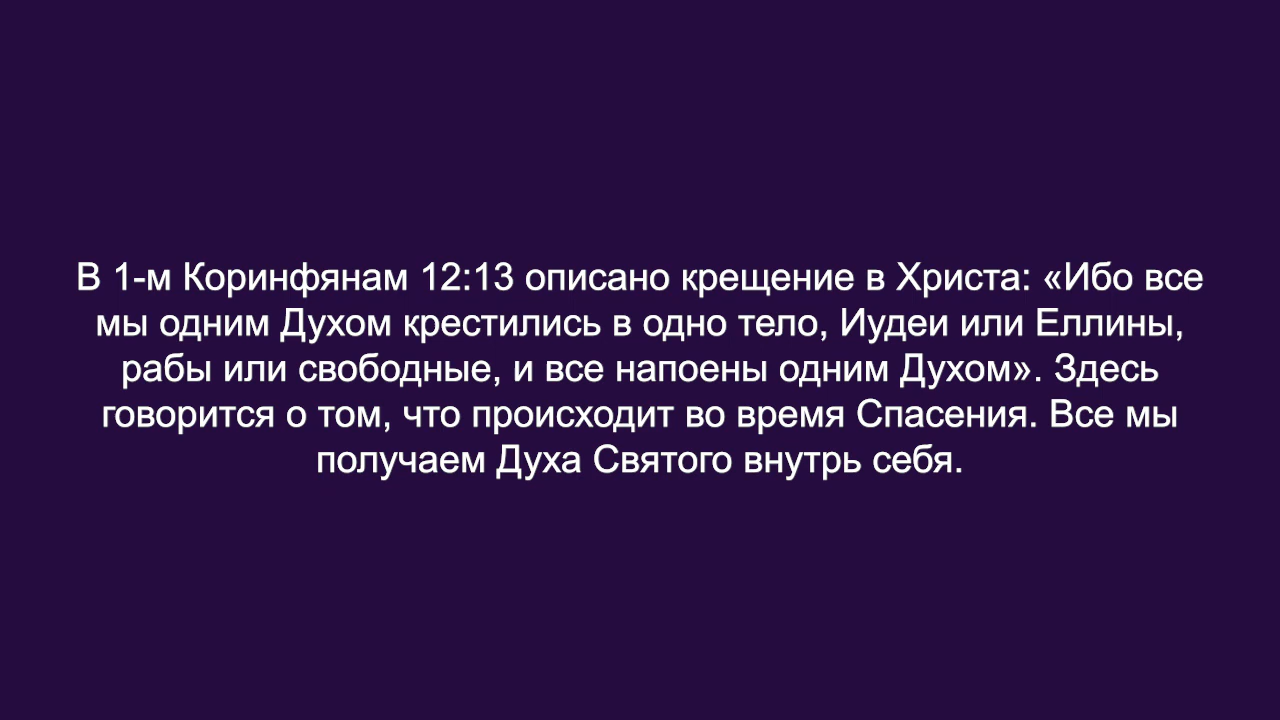 В 1-м Коринфянам 12:13 описано крещение в Христа: «Ибо все
мы одним Духом крестились в одно тело, Иудеи или Еллины,
рабы или свободные, и все напоены одним Духом». Здесь
говорится о том, что происходит во время Спасения. Все мы
получаем Духа Святого внутрь себя.